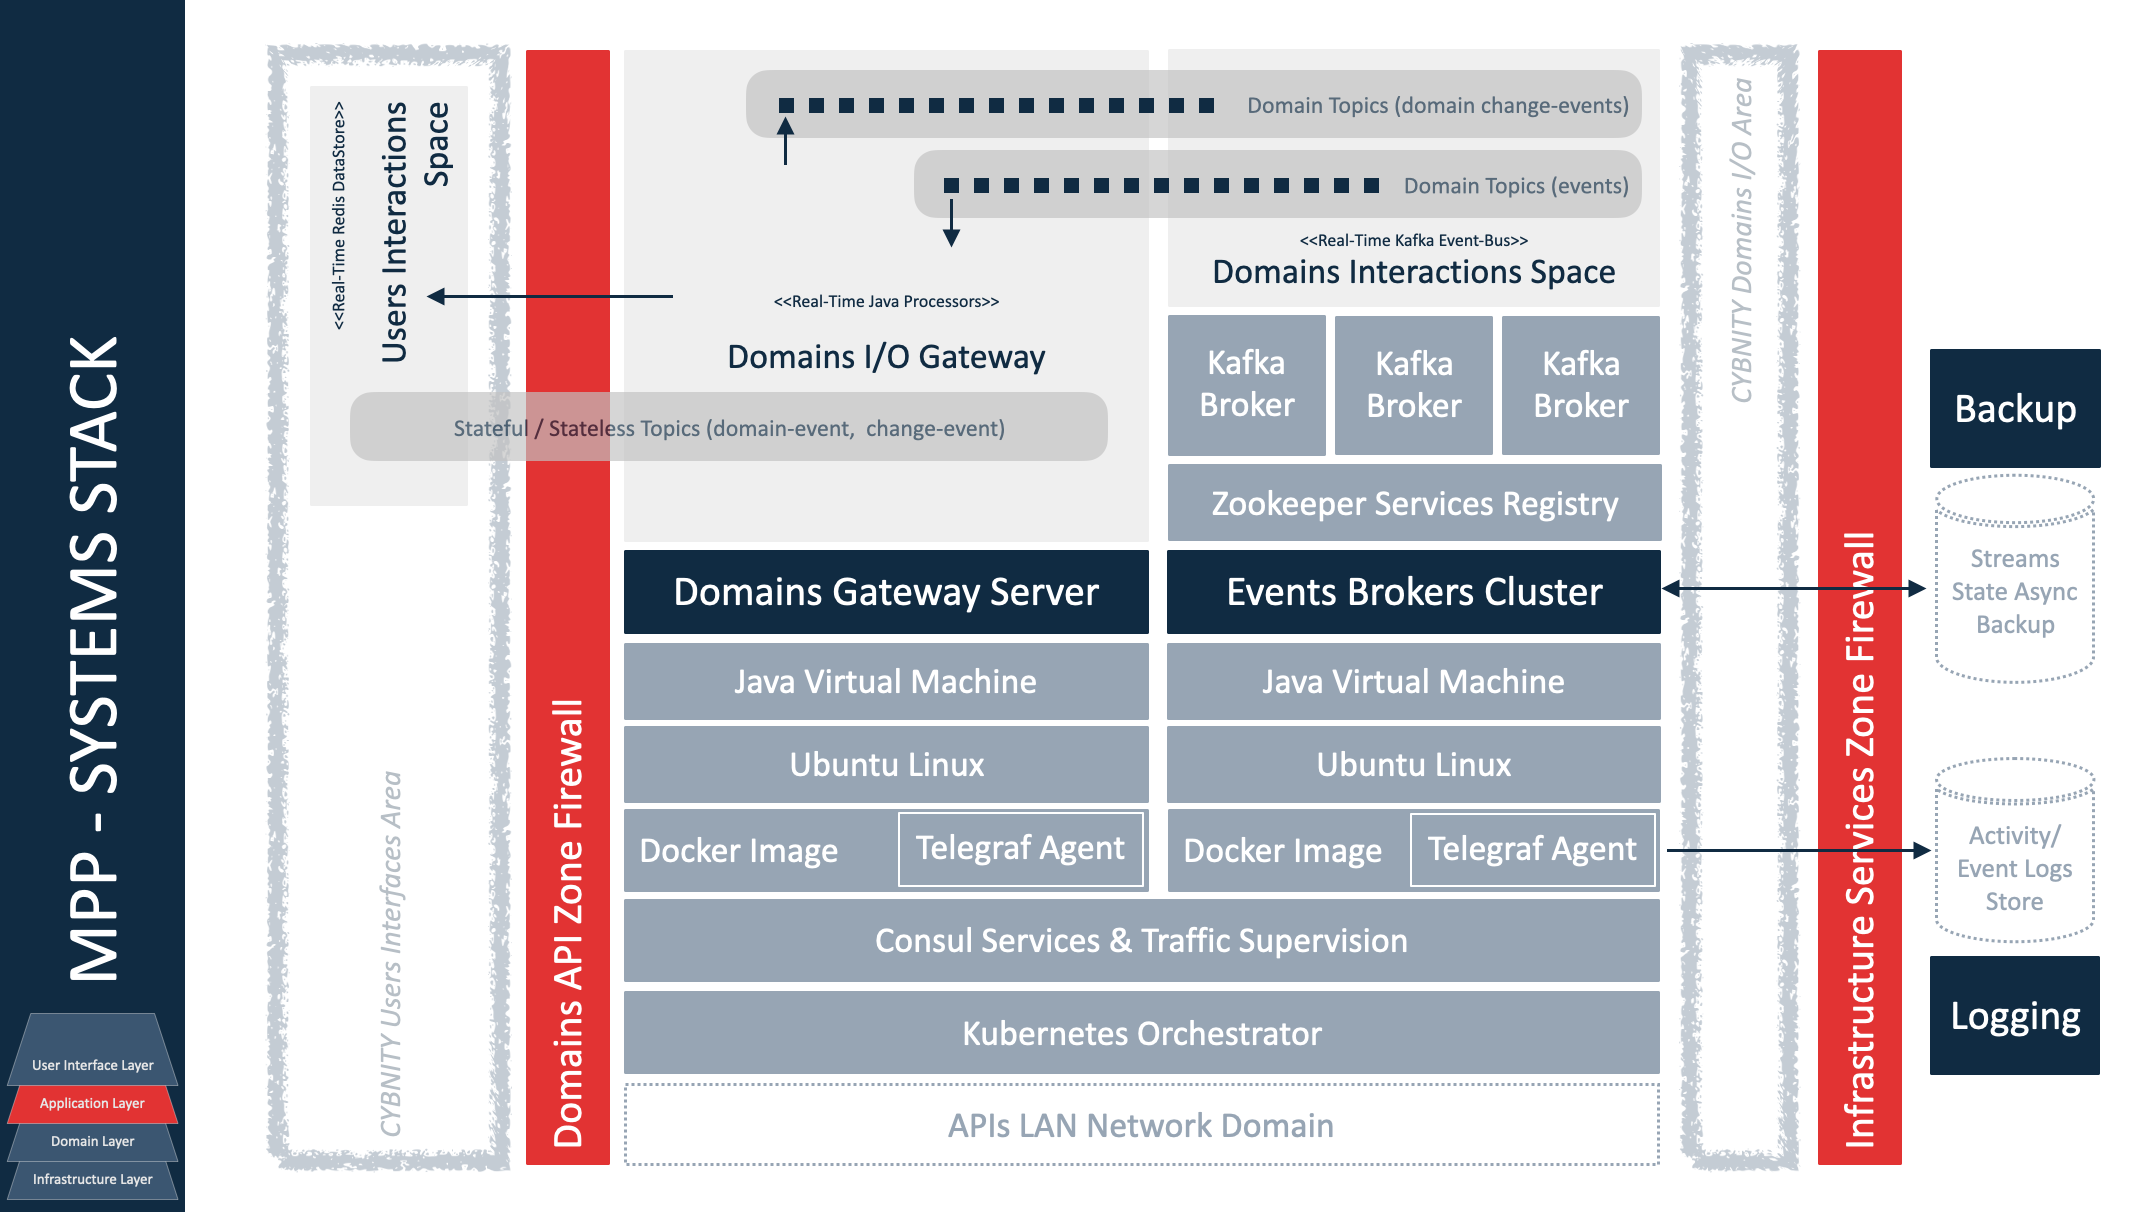 MPP - SYSTEMS STACK
User Interface Layer
Application Layer
Domain Layer
Infrastructure Layer
<<Real-Time Redis DataStore>>
Users Interactions
Space
CYBNITY Users Interfaces Area
Domains API Zone Firewall
Domain Topics (domain change-events)
Domain Topics (events)
<<Real-Time Kafka Event-Bus>>
Domains Interactions Space
<<Real-Time Java Processors>>
Domains I/O Gateway
Stateful / Stateless Topics (domain-event,  change-event)
Kafka
Broker
Kafka
Broker
Kafka
Broker
Zookeeper Services Registry
Domains Gateway Server
Events Brokers Cluster
Java Virtual Machine
Java Virtual Machine
Ubuntu Linux
Ubuntu Linux
Docker Image
Telegraf Agent
Docker Image
Telegraf Agent
Consul Services & Traffic Supervision
Kubernetes Orchestrator
APIs LAN Network Domain
CYBNITY Domains I/O Area
Infrastructure Services Zone Firewall
Backup
Streams
State Async
Backup
Activity/
Event Logs
Store
Logging